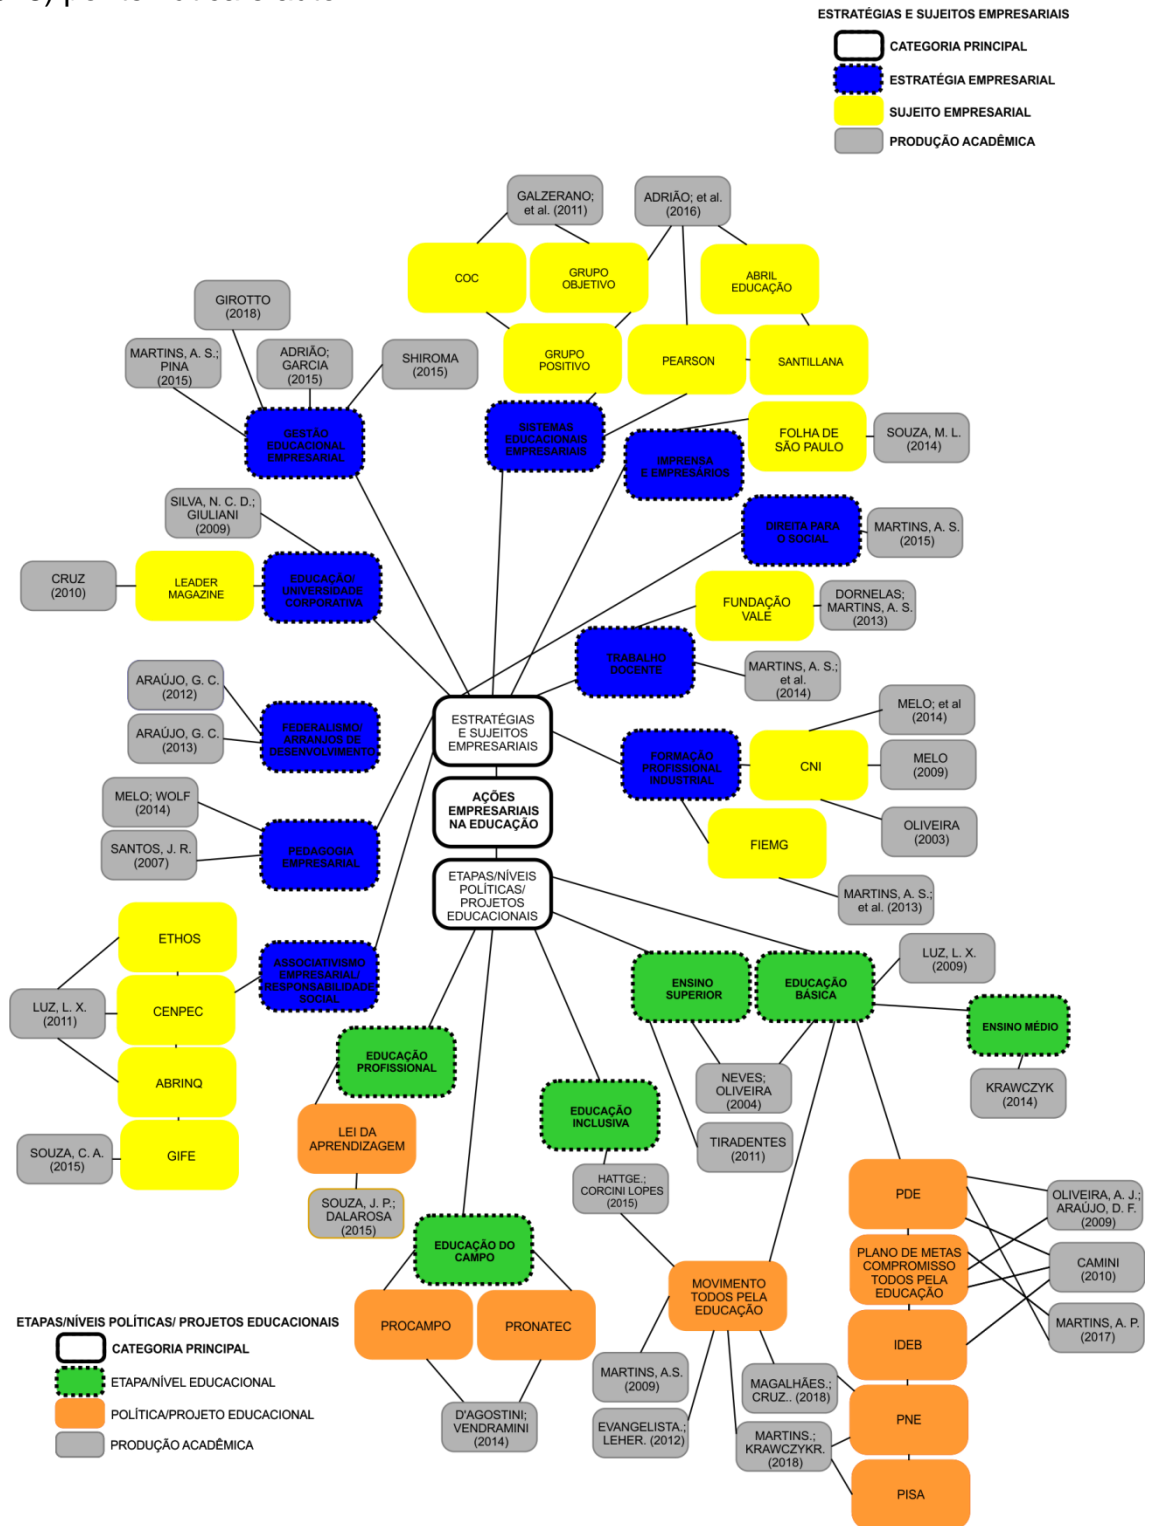 ESTRATÉGIAS E SUJEITOS EMPRESARIAIS
CATEGORIA PRINCIPAL
ESTRATÉGIA EMPRESARIAL
SUJEITO EMPRESARIAL
PRODUÇÃO ACADÊMICA
GALZERANO;
et al. (2011)
ADRIÃO; et al.
(2016)
COC
GRUPO
OBJETIVO
ABRIL
EDUCAÇÃO
GIROTTO
(2018)
MARTINS, A. S.;
PINA
(2015)
ADRIÃO;
GARCIA
(2015)
SHIROMA
(2015)
GRUPO
POSITIVO
PEARSON
SANTILLANA
GESTÃO
EDUCACIONAL
EMPRESARIAL
SISTEMAS
EDUCACIONAIS
EMPRESARIAIS
IMPRENSA
E EMPRESÁRIOS
FOLHA DE
SÃO PAULO
SOUZA, M. L.
(2014)
SILVA, N. C. D.;
GIULIANI
(2009)
DIREITA PARA
O SOCIAL
MARTINS, A. S.
(2015)
CRUZ
(2010)
LEADER
MAGAZINE
EDUCAÇÃO/
UNIVERSIDADE
CORPORATIVA
FUNDAÇÃO
VALE
DORNELAS;
MARTINS, A. S.
(2013)
TRABALHO
DOCENTE
MARTINS, A. S.;
et al.
(2014)
ARAÚJO, G. C.
(2012)
ARAÚJO, G. C.
(2013)
FEDERALISMO/
ARRANJOS DE
DESENVOLVIMENTO
ESTRATÉGIAS
E SUJEITOS
EMPRESARIAIS
FORMAÇÃO
PROFISSIONAL
INDUSTRIAL
CNI
MELO; et al
(2014)
MELO
(2009)
OLIVEIRA
(2003)
MELO; WOLF
(2014)
SANTOS, J. R.
(2007)
PEDAGOGIA
EMPRESARIAL
AÇÕES
EMPRESARIAIS
NA EDUCAÇÃO
FIEMG
MARTINS, A. S.;
et al. (2013)
ETAPAS/NÍVEIS
POLÍTICAS/
PROJETOS
EDUCACIONAIS
ETHOS
LUZ, L. X.
(2011)
CENPEC
ABRINQ
SOUZA, C. A.
(2015)
GIFE
ASSOCIATIVISMO
EMPRESARIAL/
RESPONSABILIDADE
SOCIAL
ENSINO
SUPERIOR
EDUCAÇÃO
BÁSICA
LUZ, L. X.
(2009)
ENSINO MÉDIO
KRAWCZYK
(2014)
EDUCAÇÃO
PROFISSIONAL
NEVES;
OLIVEIRA
(2004)
TIRADENTES
(2011)
EDUCAÇÃO
INCLUSIVA
LEI DA
APRENDIZAGEM
SOUZA, J. P.;
DALAROSA
(2015)
HATTGE.;
CORCINI LOPES
(2015)
EDUCAÇÃO DO
CAMPO
PROCAMPO
PRONATEC
D'AGOSTINI;
VENDRAMINI
(2014)
MOVIMENTO
TODOS PELA
EDUCAÇÃO
MARTINS, A.S.
(2009)
EVANGELISTA.;
LEHER. (2012)
MAGALHÃES.;
CRUZ.. (2018)
MARTINS.;
KRAWCZYKR.
(2018)
PDE
PLANO DE METAS
COMPROMISSO
TODOS PELA
EDUCAÇÃO
IDEB
PNE
PISA
OLIVEIRA, A. J.;
ARAÚJO, D. F.
(2009)
CAMINI
(2010)
MARTINS, A. P.
(2017)
ETAPAS/NÍVEIS POLÍTICAS/ PROJETOS EDUCACIONAIS
CATEGORIA PRINCIPAL
ETAPA/NÍVEL EDUCACIONAL
POLÍTICA/PROJETO EDUCACIONAL
PRODUÇÃO ACADÊMICA